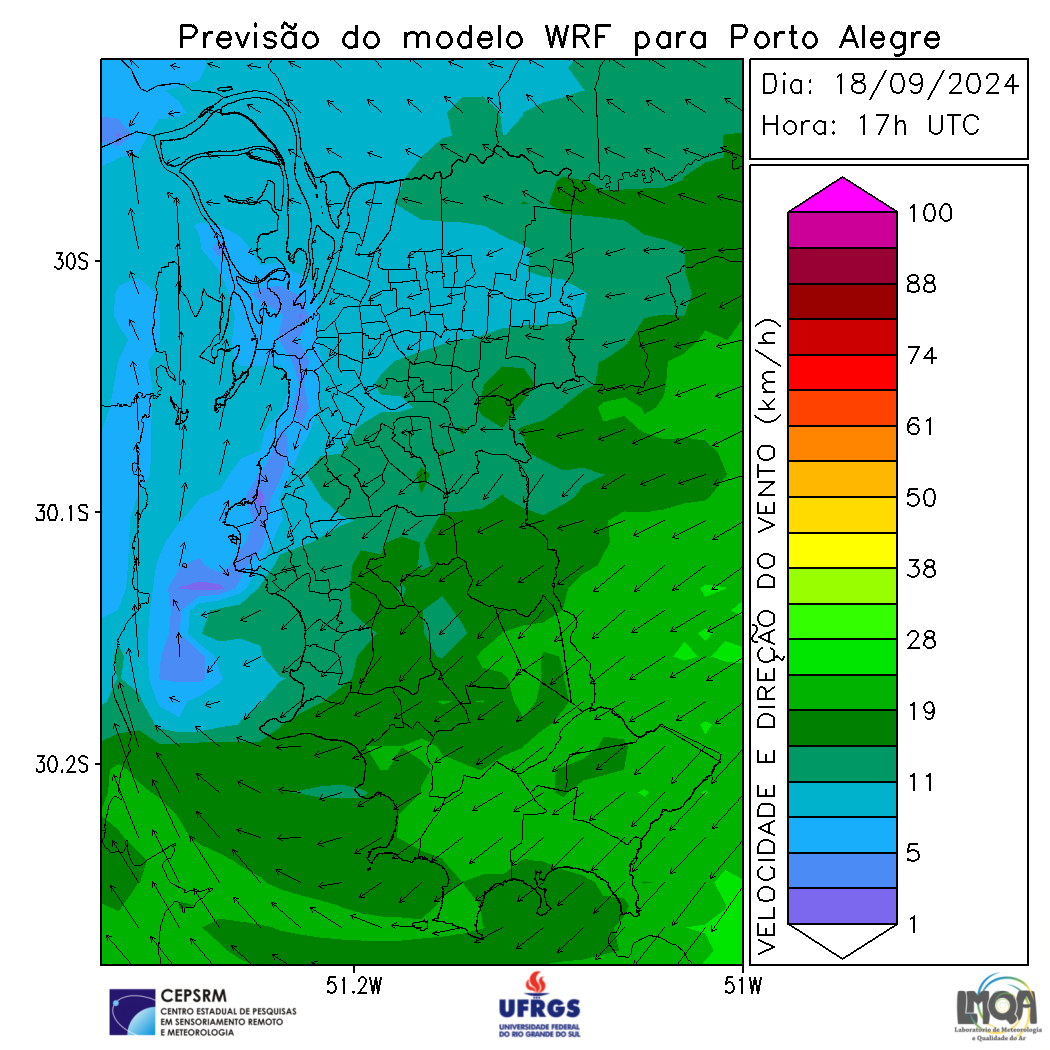 Previsão do modelo WRF para Porto Alegre
Dia: 18/09/2024
Hora: 17h UTC
30S
30.1S
30.2S
51.2W
51W
VELOCIDADE E DIREÇÃO DO VENTO (km/h)
100
88
74
61
50
38
28
19
11
5
1
CEPSRM
CENTRO ESTADUAL DE PESQUISAS
EM SENSORIAMENTO REMOTO
E METEOROLOGIA
UFRGS
UNIVERSIDADE FEDERAL
DO RIO GRANDE DO SUL
LMQA
Laboratório de Meteorologia
e Qualidade do Ar